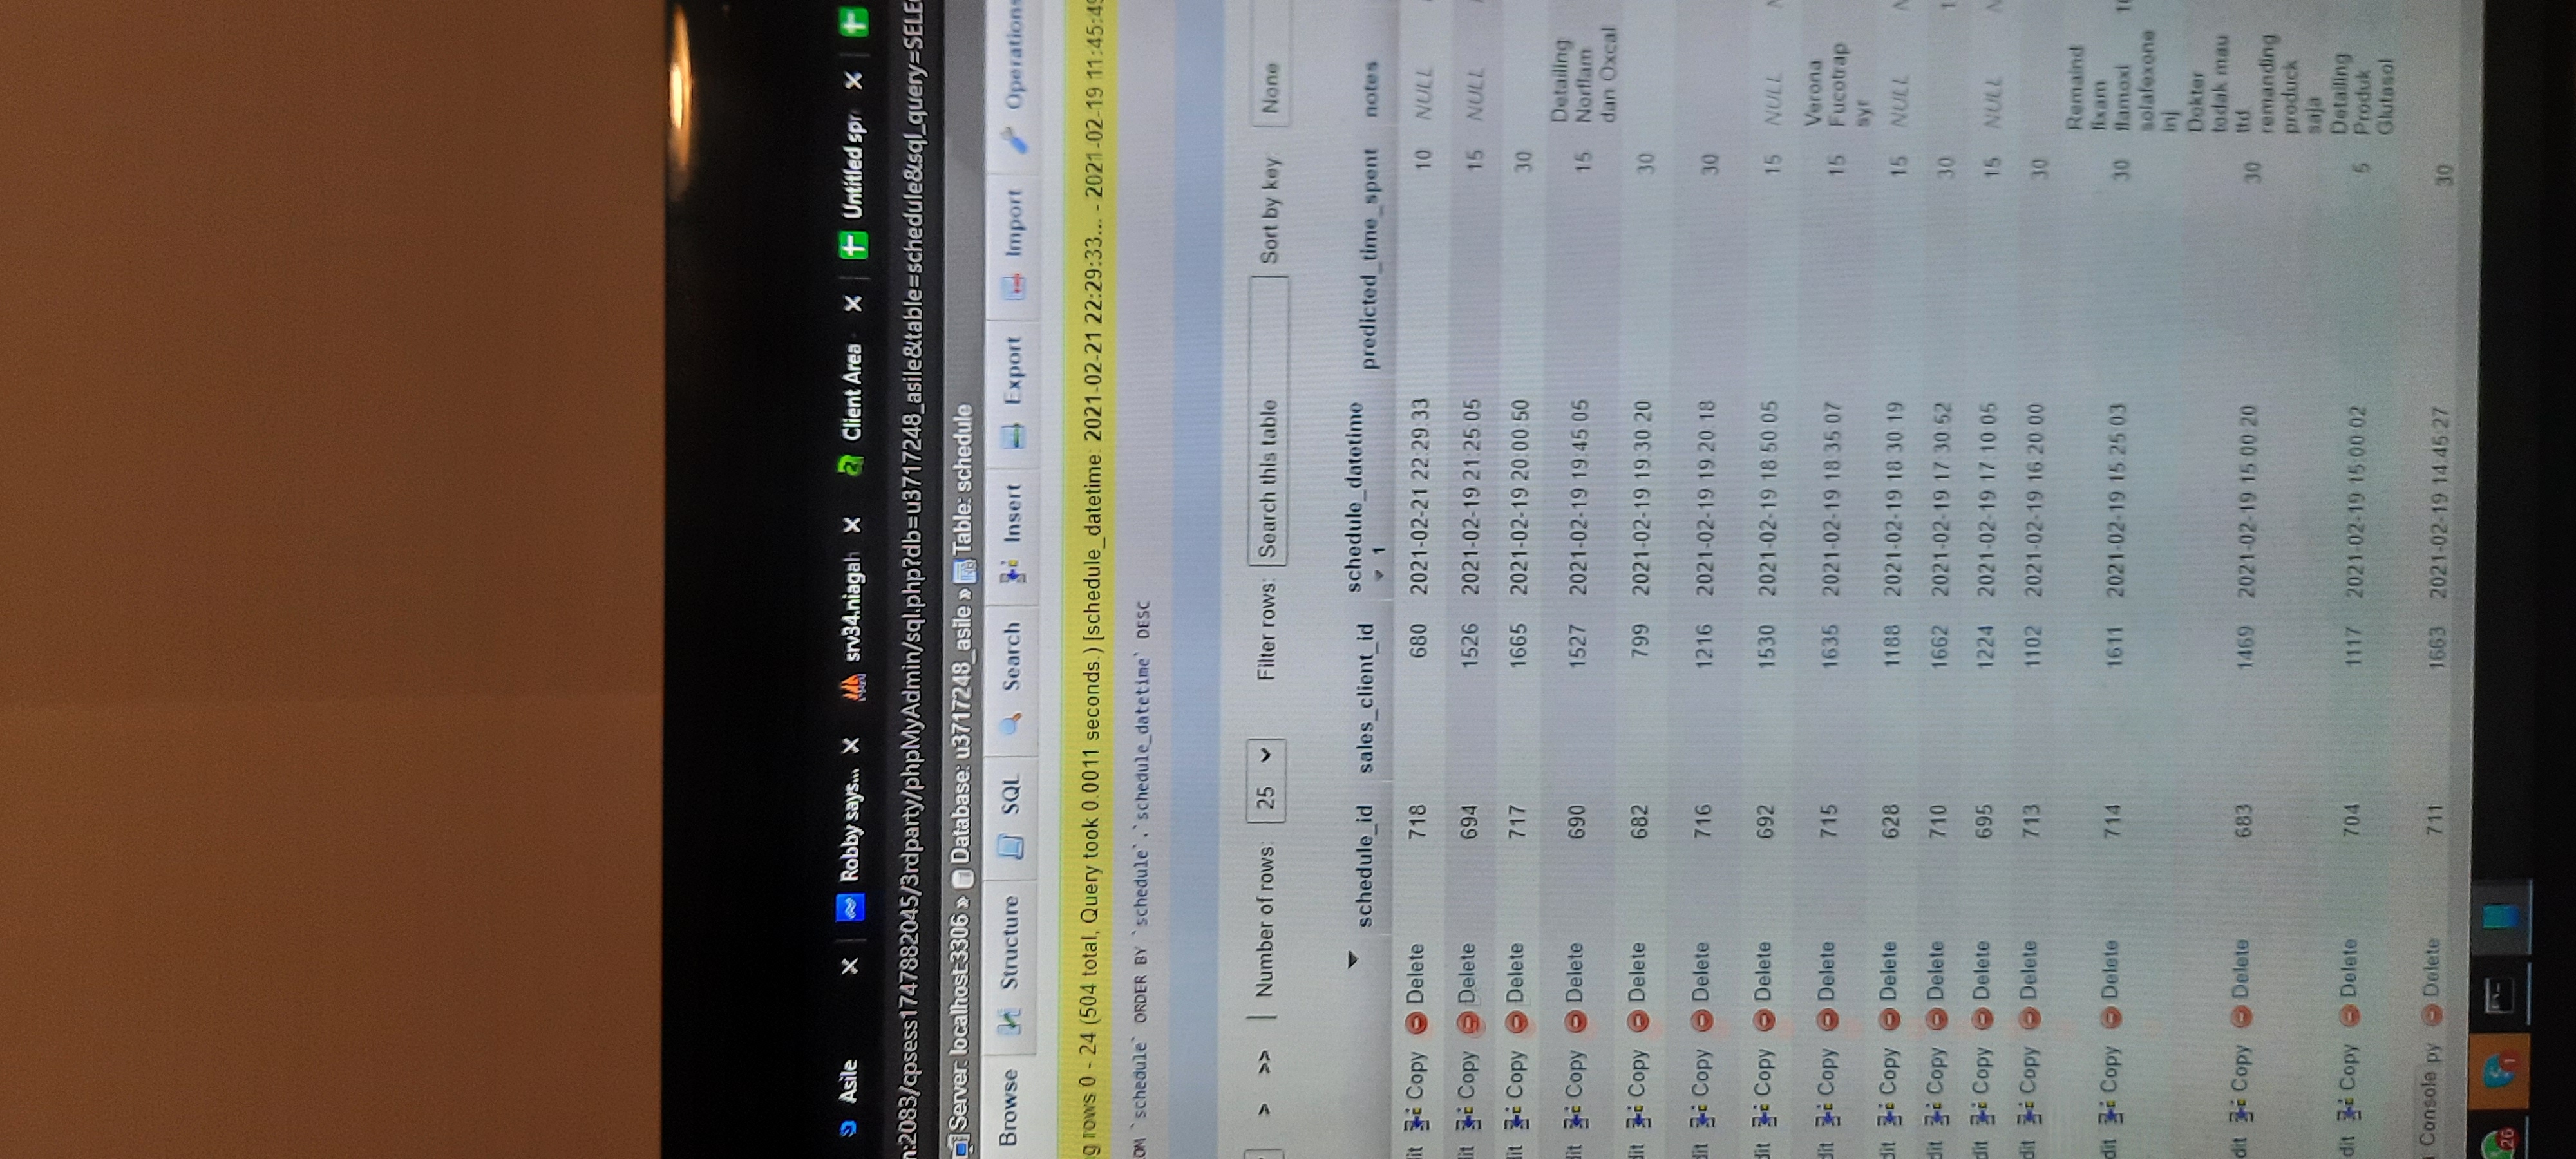 Asile Robby says... srv34.niagah Client Area Untitled spr
n:2083/cpsess1747882045/3rdparty/phpMyAdmin/sql.php?db=u3717248_asile&table=schedule&sql_query=SELE
Server: localhost:3306 » Database: u3717248_asile » Table: schedule
Browse Structure SQL Search Insert Export Import Operations
g rows 0 - 24 (504 total, Query took 0.0011 seconds.) [schedule_datetime: 2021-02-21 22:29:33... - 2021-02-19 11:45:49
OM `schedule` ORDER BY `schedule`.`schedule_datetime` DESC
> >> Number of rows: 25 Filter rows: Search this table Sort by key None
schedule_id sales_client_id schedule_datetime 1 predicted_time_spent notes
it Copy Delete 718 680 2021-02-21 22:29:33 10 NULL
lit Copy Delete 694 1526 2021-02-19 21:25:05 15 NULL
lit Copy Delete 717 1665 2021-02-19 20:00:50 30
lit Copy Delete 690 1527 2021-02-19 19:45:05 15 Detailing
Norflam
dan Oxcal
lit Copy Delete 682 799 2021-02-19 19:30:20 30
dit Copy Delete 716 1216 2021-02-19 19:20:18 30
dit Copy Delete 692 1530 2021-02-19 18:50:05 15 NULL
dit Copy Delete 715 1635 2021-02-19 18:35:07 15 Verona
Fucotrap
syr
dit Copy Delete 628 1188 2021-02-19 18:30:19 15 NULL
dit Copy Delete 710 1662 2021-02-19 17:30:52 30
dit Copy Delete 695 1224 2021-02-19 17:10:05 15 NULL
dit Copy Delete 713 1102 2021-02-19 16:20:00 30
dit Copy Delete 714 1611 2021-02-19 15:25:03 30 Remaind
fixam
flamoxi
solafexone
inj
dit Copy Delete 683 1469 2021-02-19 15:00:20 30 Dokter
todak mau
ttd.
remanding
produck
saja
dit Copy Delete 704 1117 2021-02-19 15:00:02 5 Detailing
Produk
Glutasol
Console py Delete 711 1663 2021-02-19 14:45:27 30
26 1